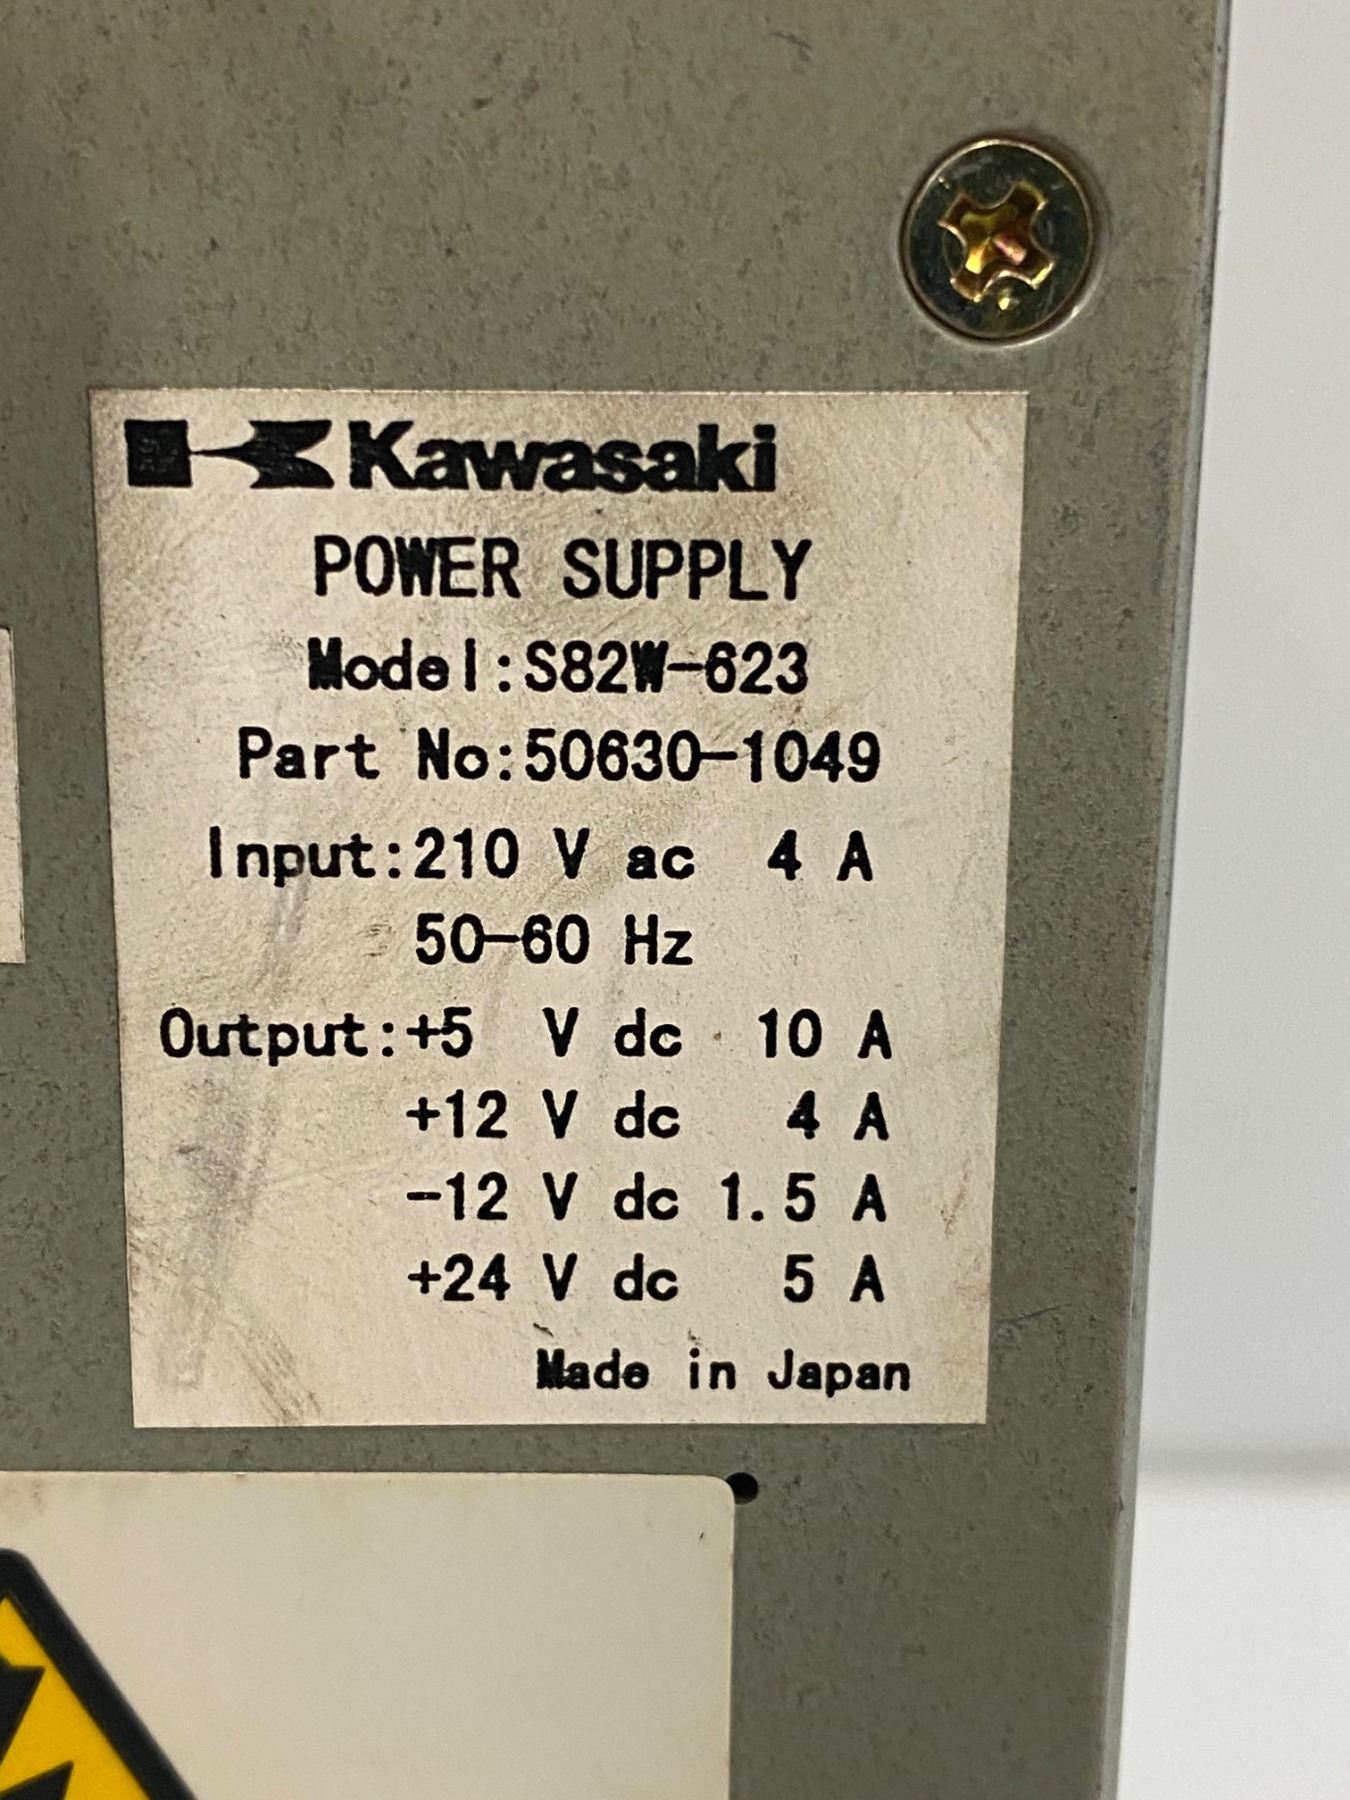 Kawasaki
POWER SUPPLY
Model:S82W-623
Part No:50630-1049
Input:210 V ac 4 A
50-60 Hz
Output:+5 V dc 10 A
+12 V dc 4 A
-12 V dc 1.5 A
+24 V dc 5 A
Made in Japan